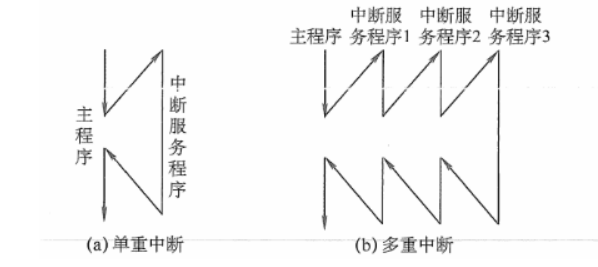 主程序
中断服务程序
(a) 单重中断
主程序
中断服
务程序1
中断服
务程序2
中断服
务程序3
(b) 多重中断